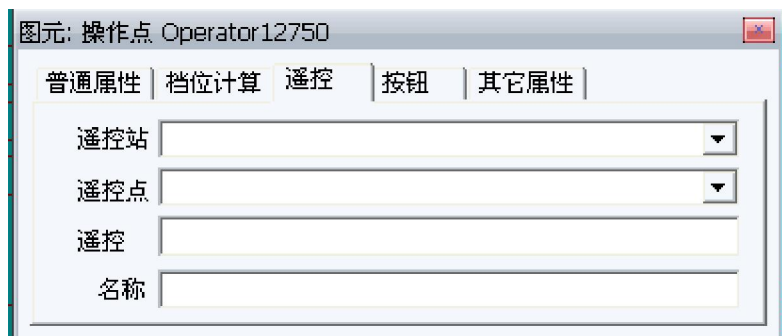 图元: 操作点 Operator12750
普通属性 档位计算 遥控 按钮 其它属性
遥控站
遥控点
遥控
名称